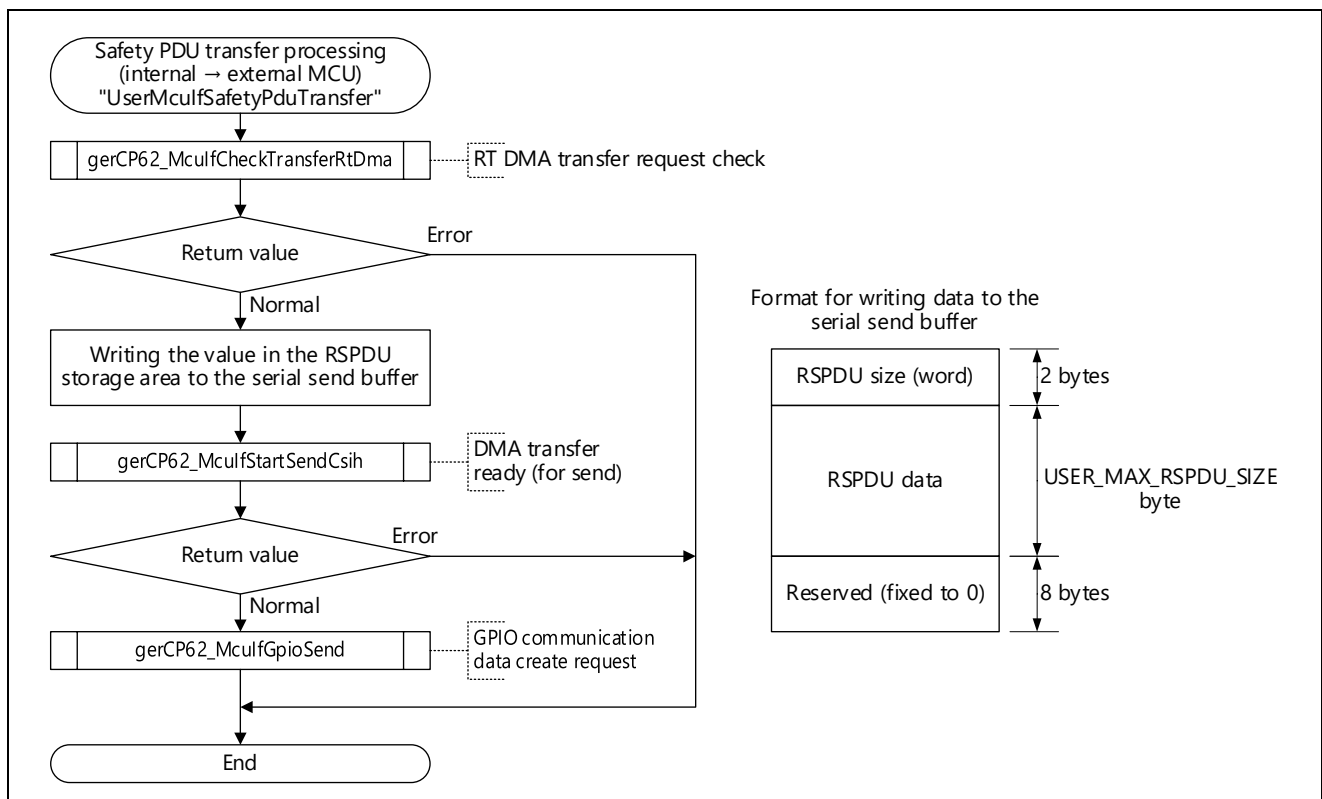 Safety PDU transfer processing
(internal → external MCU)
"UserMcuIfSafetyPduTransfer"
gerCP62_McuIfCheckTransferRtDma
RT DMA transfer request check
Return value
Error
Normal
Writing the value in the RSPDU
storage area to the serial send buffer
gerCP62_McuIfStartSendCsih
DMA transfer
ready (for send)
Return value
Error
Normal
gerCP62_McuIfGpioSend
GPIO communication
data create request
End
Format for writing data to the
serial send buffer
RSPDU size (word)
2 bytes
RSPDU data
USER_MAX_RSPDU_SIZE
byte
Reserved (fixed to 0)
8 bytes